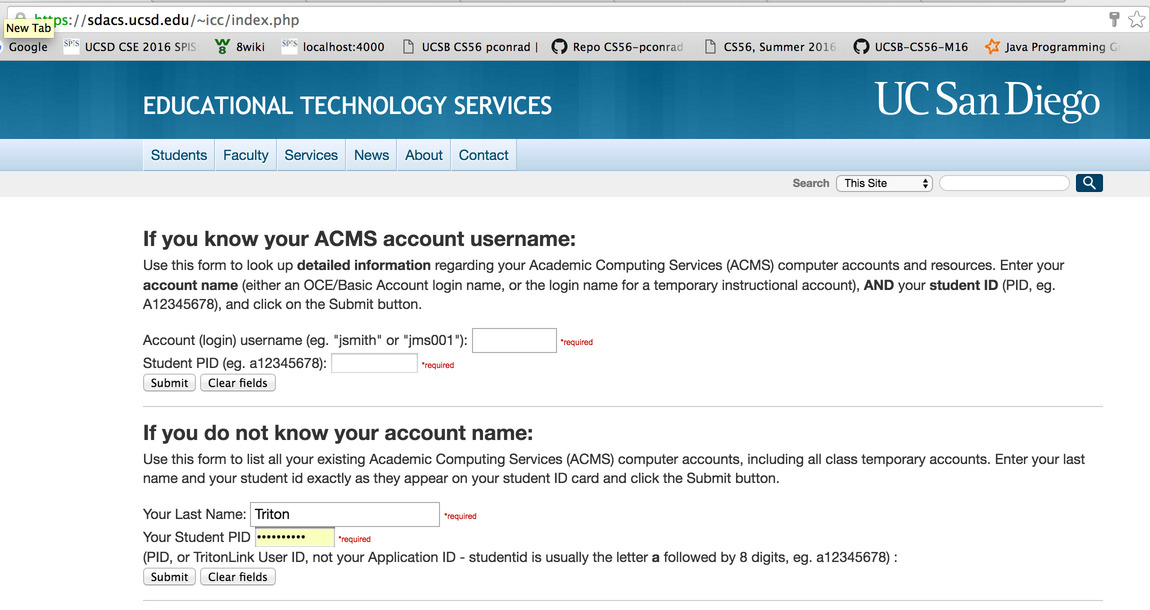 https://sdacs.ucsd.edu/~icc/index.php
New Tab
Google SPIS UCSD CSE 2016 SPIS 8wiki SPIS localhost:4000 UCSB CS56 pconrad | Repo CS56-pconrad CS56, Summer 2016 UCSB-CS56-M16 Java Programming G
EDUCATIONAL TECHNOLOGY SERVICES
UC San Diego
Students Faculty Services News About Contact
Search This Site
If you know your ACMS account username:
Use this form to look up detailed information regarding your Academic Computing Services (ACMS) computer accounts and resources. Enter your
account name (either an OCE/Basic Account login name, or the login name for a temporary instructional account), AND your student ID (PID, eg.
A12345678), and click on the Submit button.
Account (login) username (eg. "jsmith" or "jms001"): *required
Student PID (eg. a12345678): *required
Submit Clear fields
If you do not know your account name:
Use this form to list all your existing Academic Computing Services (ACMS) computer accounts, including all class temporary accounts. Enter your last
name and your student id exactly as they appear on your student ID card and click the Submit button.
Your Last Name: Triton *required
Your Student PID •••••••••• *required
(PID, or TritonLink User ID, not your Application ID - studentid is usually the letter a followed by 8 digits, eg. a12345678) :
Submit Clear fields